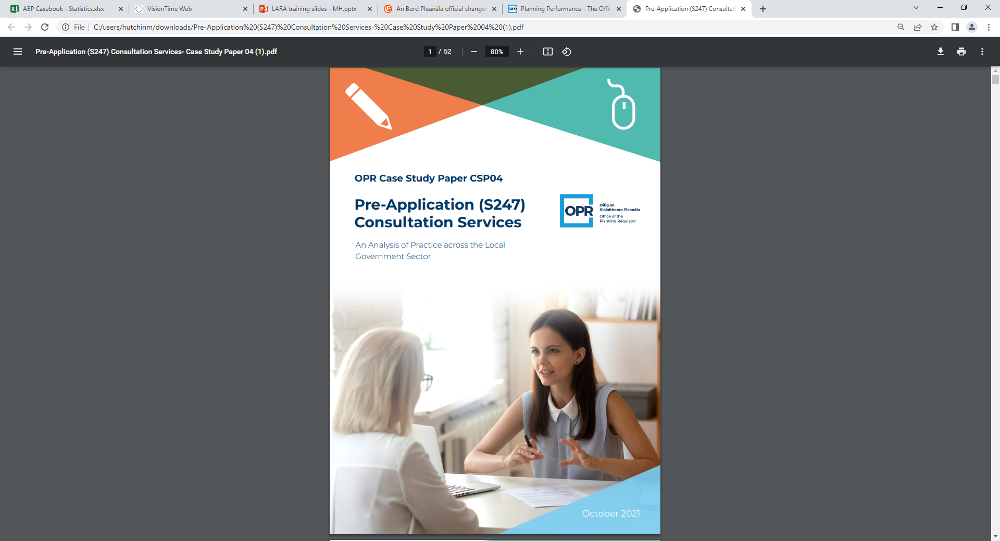 ABP Casebook - Statistics.xlsx
VisionTime Web
LARA training slides - MH.pptx
An Bord Pleanála official change
Planning Performance - The Offic
Pre-Application (S247) Consultat
File
C:/users/hutchinm/downloads/Pre-Application%20(S247)%20Consultation%20Services-%20Case%20Study%20Paper%2004%20(1).pdf
Pre-Application (S247) Consultation Services- Case Study Paper 04 (1).pdf
1 / 52
80%
OPR Case Study Paper CSP04
Pre-Application (S247)
Consultation Services
OPR
Oifig an
Rialaitheora Pleanála
Office of the
Planning Regulator
An Analysis of Practice across the Local
Government Sector
October 2021